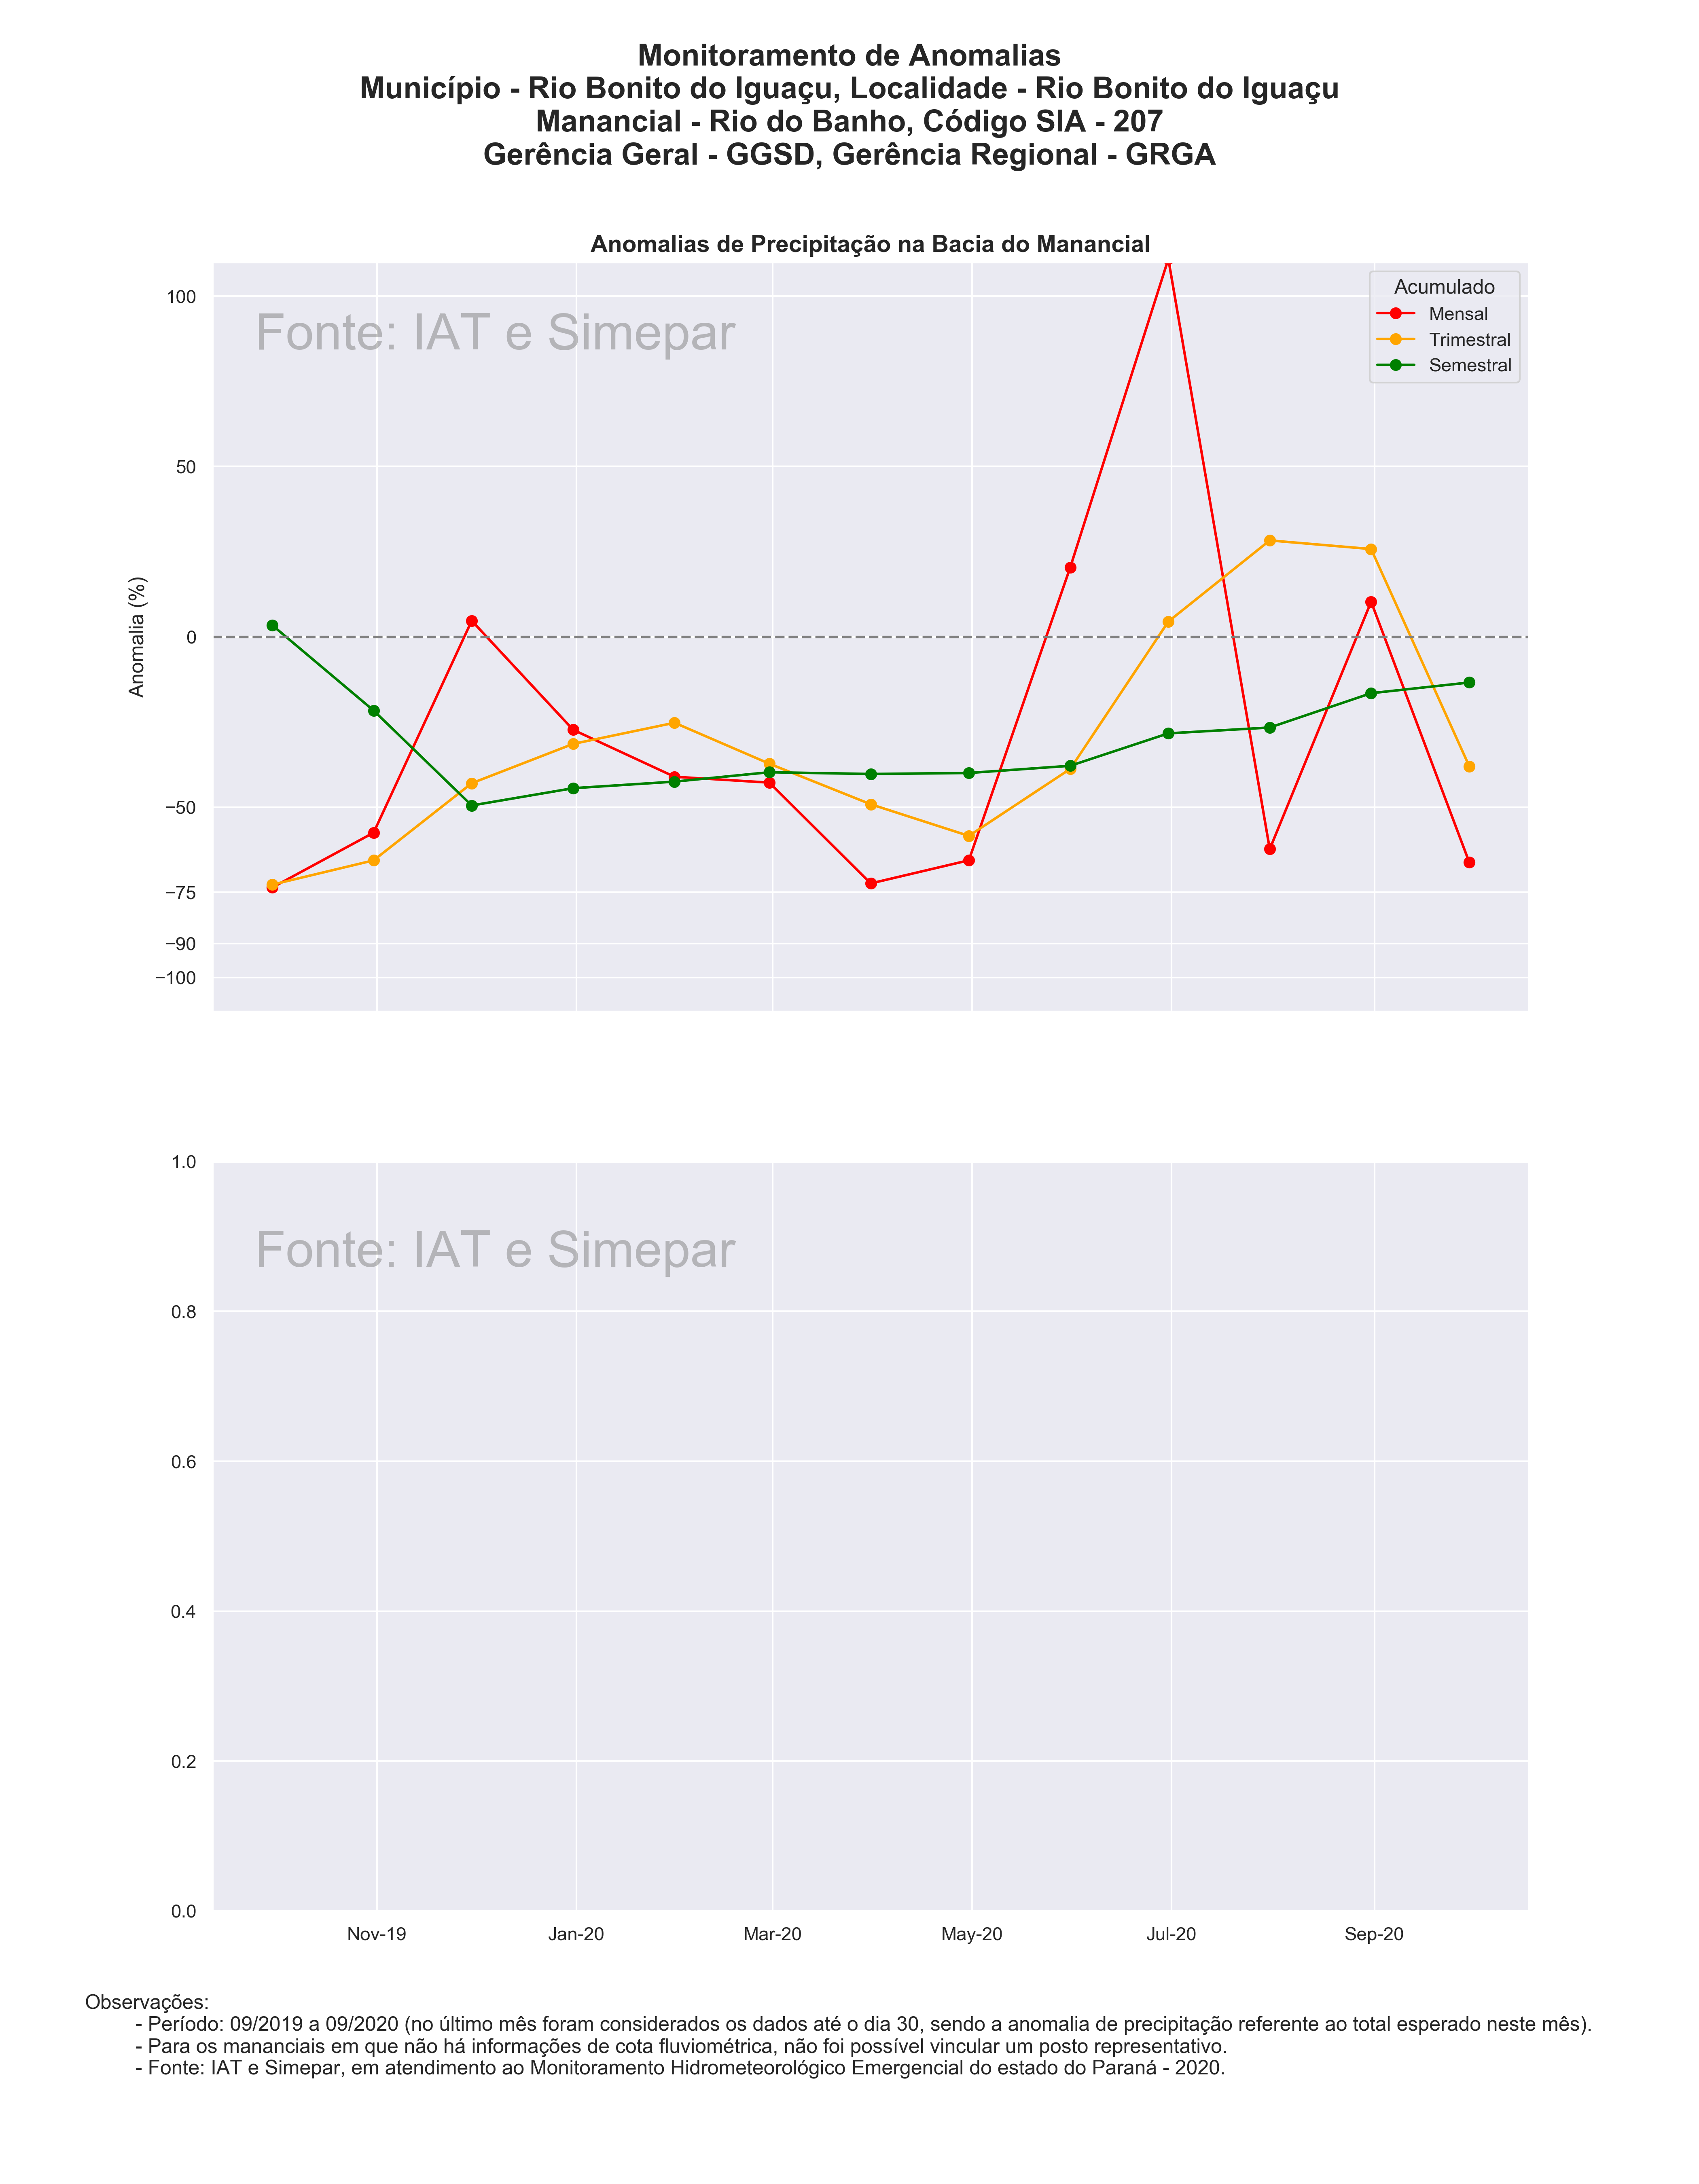 Monitoramento de Anomalias
Município - Rio Bonito do Iguaçu, Localidade - Rio Bonito do Iguaçu
Manancial - Rio do Banho, Código SIA - 207
Gerência Geral - GGSD, Gerência Regional - GRGA
Anomalias de Precipitação na Bacia do Manancial
Fonte: IAT e Simepar
Acumulado
Mensal
Trimestral
Semestral
Anomalia (%)
100
50
0
−50
−75
−90
−100
Fonte: IAT e Simepar
1.0
0.8
0.6
0.4
0.2
0.0
Nov-19 Jan-20 Mar-20 May-20 Jul-20 Sep-20
Observações:
- Período: 09/2019 a 09/2020 (no último mês foram considerados os dados até o dia 30, sendo a anomalia de precipitação referente ao total esperado neste mês).
- Para os mananciais em que não há informações de cota fluviométrica, não foi possível vincular um posto representativo.
- Fonte: IAT e Simepar, em atendimento ao Monitoramento Hidrometeorológico Emergencial do estado do Paraná - 2020.